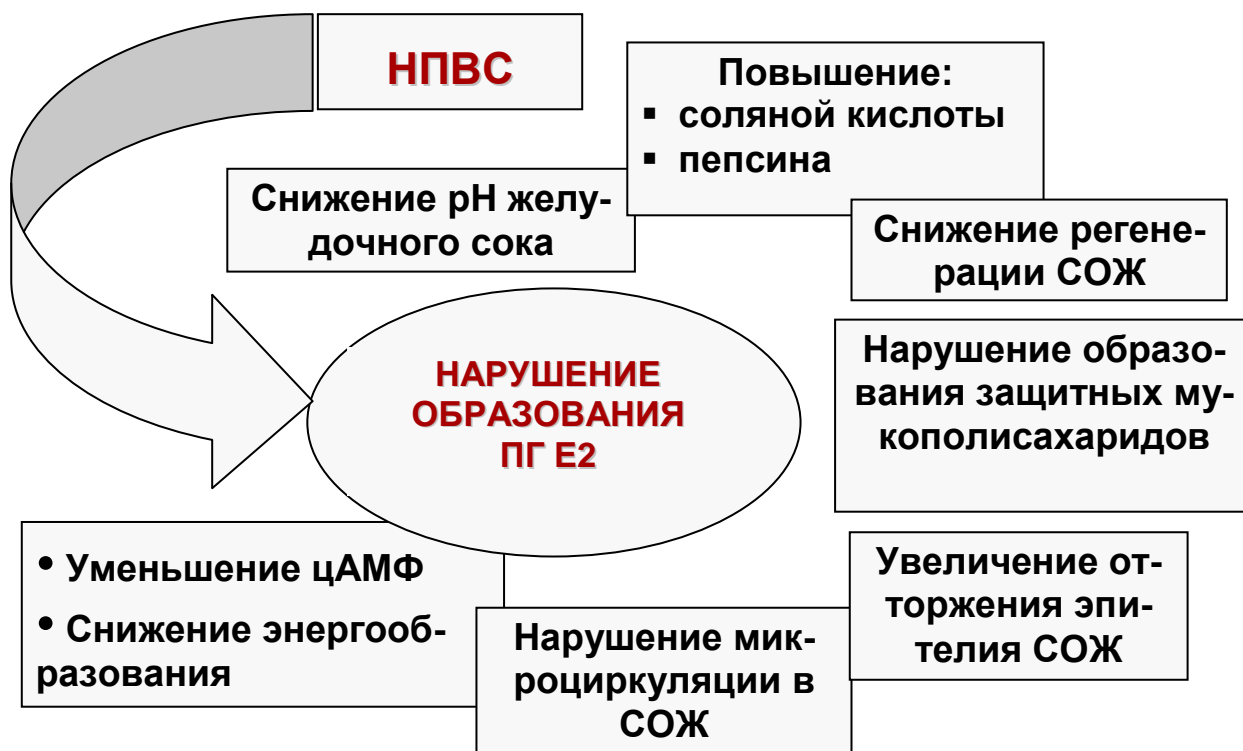 НПВС
Повышение:
▪ соляной кислоты
▪ пепсина
Снижение pH желу-
дочного сока
Снижение регене-
рации СОЖ
НАРУШЕНИЕ
ОБРАЗОВАНИЯ
ПГ Е2
Нарушение образо-
вания защитных му-
кополисахаридов
• Уменьшение цАМФ
• Снижение энергооб-
разования
Нарушение мик-
роциркуляции в
СОЖ
Увеличение от-
торжения эпи-
телия СОЖ